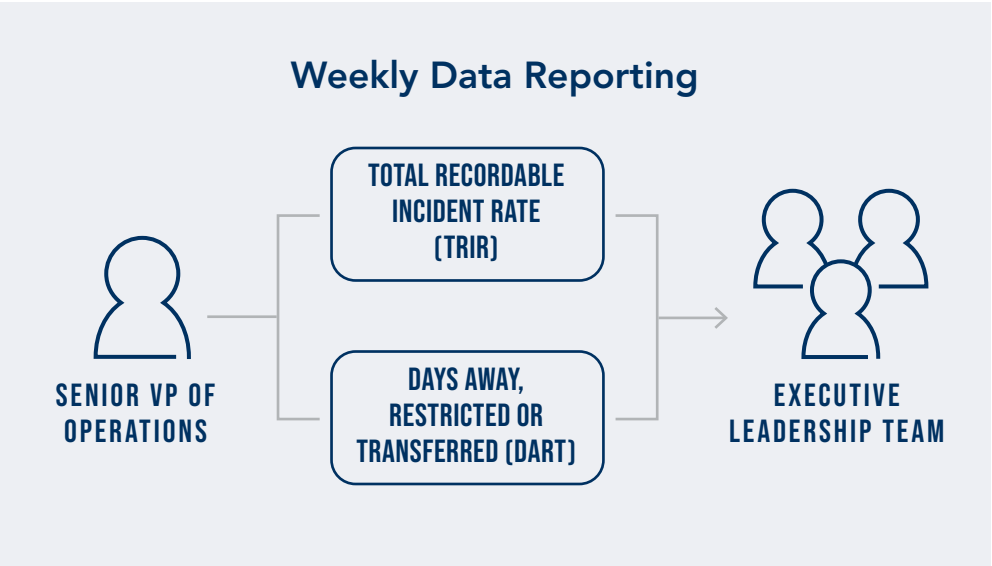 Weekly Data Reporting
TOTAL RECORDABLE
INCIDENT RATE
(TRIR)
SENIOR VP OF
OPERATIONS
DAYS AWAY,
RESTRICTED OR
TRANSFERRED (DART)
EXECUTIVE
LEADERSHIP TEAM